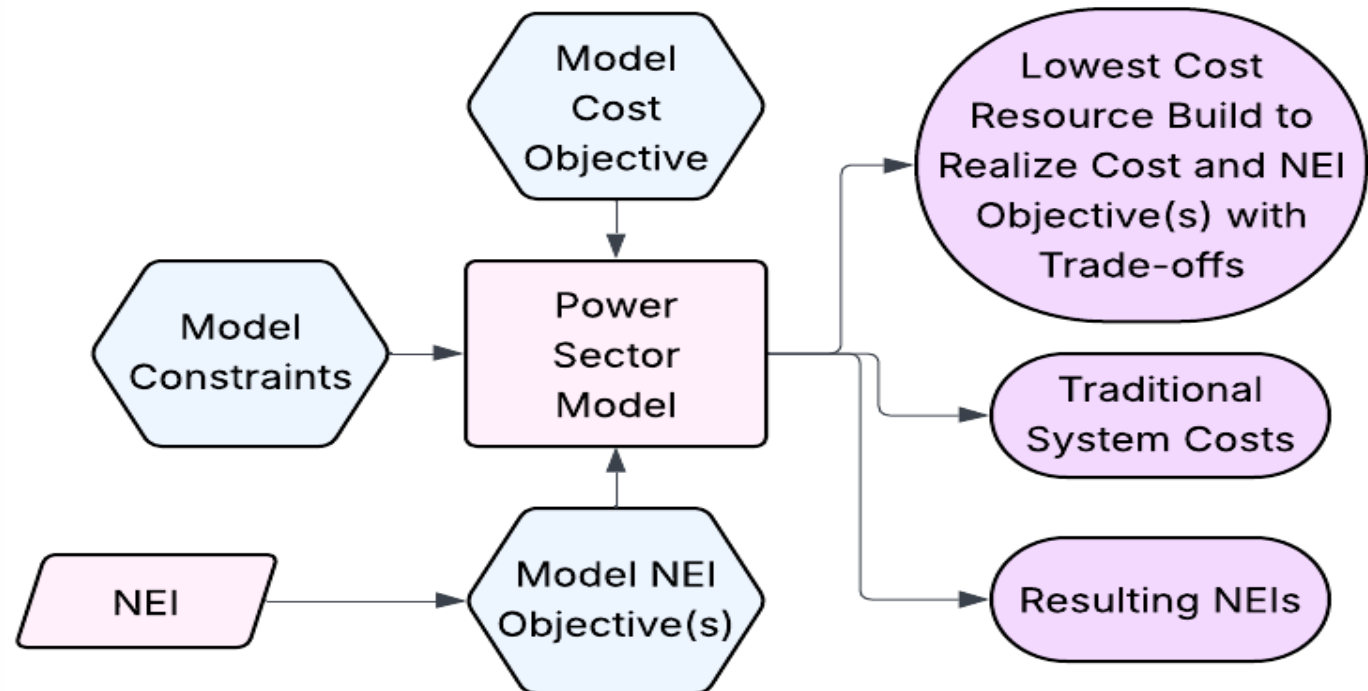 Model
Cost
Objective
Lowest Cost
Resource Build to
Realize Cost and NEI
Objective(s) with
Trade-offs
Model
Constraints
Power
Sector
Model
Traditional
System Costs
NEI
Model NEI
Objective(s)
Resulting NEIs